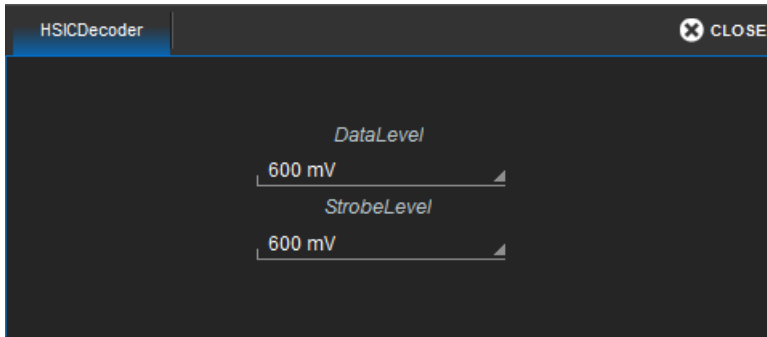 HSICDecoder
CLOSE
DataLevel
600 mV
StrobeLevel
600 mV